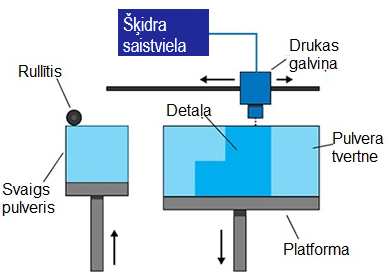 Šķidra
saistviela
Drukas
galviņa
Rullītis
Detaļa
Pulvera
tvertne
Svaigs
pulveris
Platforma